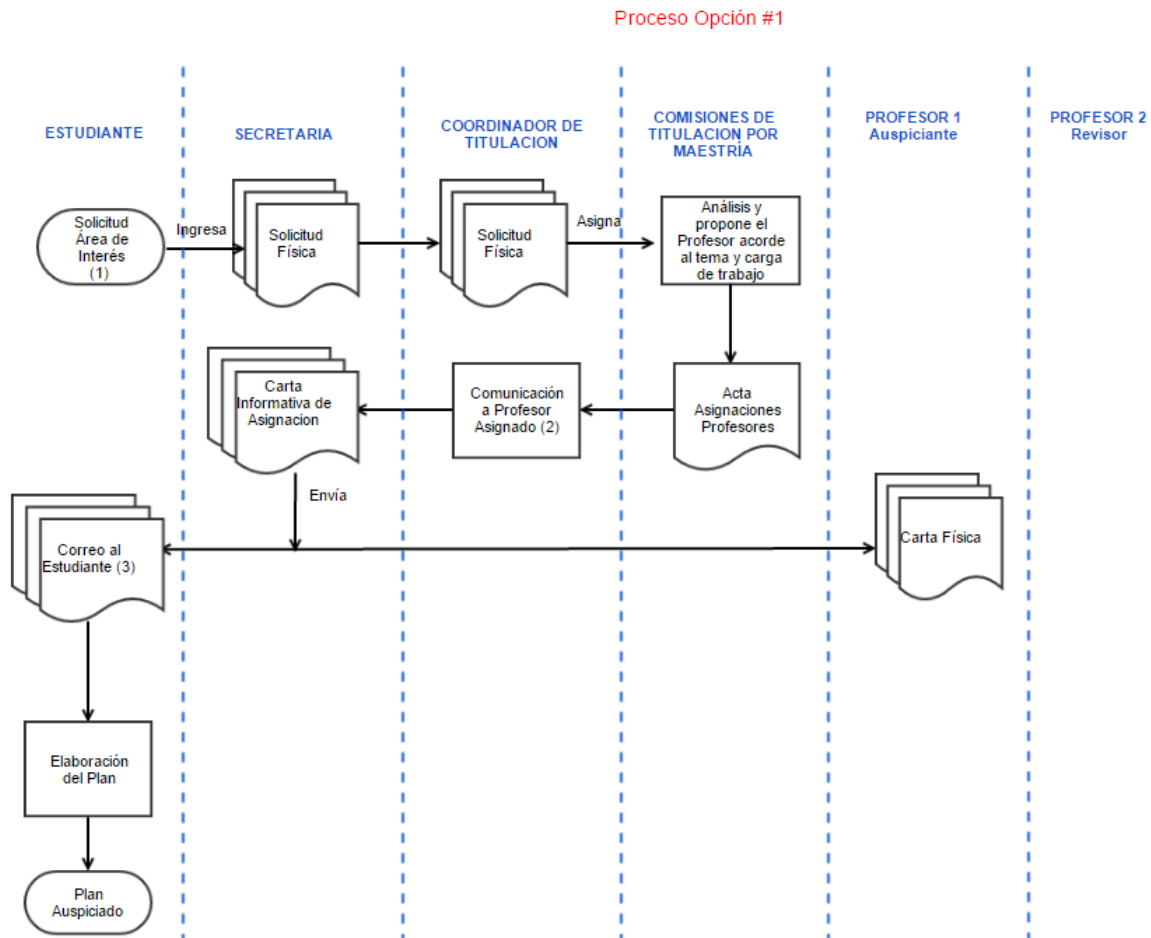 Proceso Opción #1
ESTUDIANTE
SECRETARIA
COORDINADOR DE
TITULACION
COMISIONES DE
TITULACION POR
MAESTRÍA
PROFESOR 1
Auspiciante
PROFESOR 2
Revisor
Solicitud
Área de
Interés
(1)
Ingresa
Solicitud
Física
Solicitud
Física
Asigna
Análisis y
propone el
Profesor acorde
al tema y carga
de trabajo
Carta
Informativa de
Asignacion
Comunicación
a Profesor
Asignado (2)
Acta
Asignaciones
Profesores
Envía
Correo al
Estudiante (3)
Carta Física
Elaboración
del Plan
Plan
Auspiciado